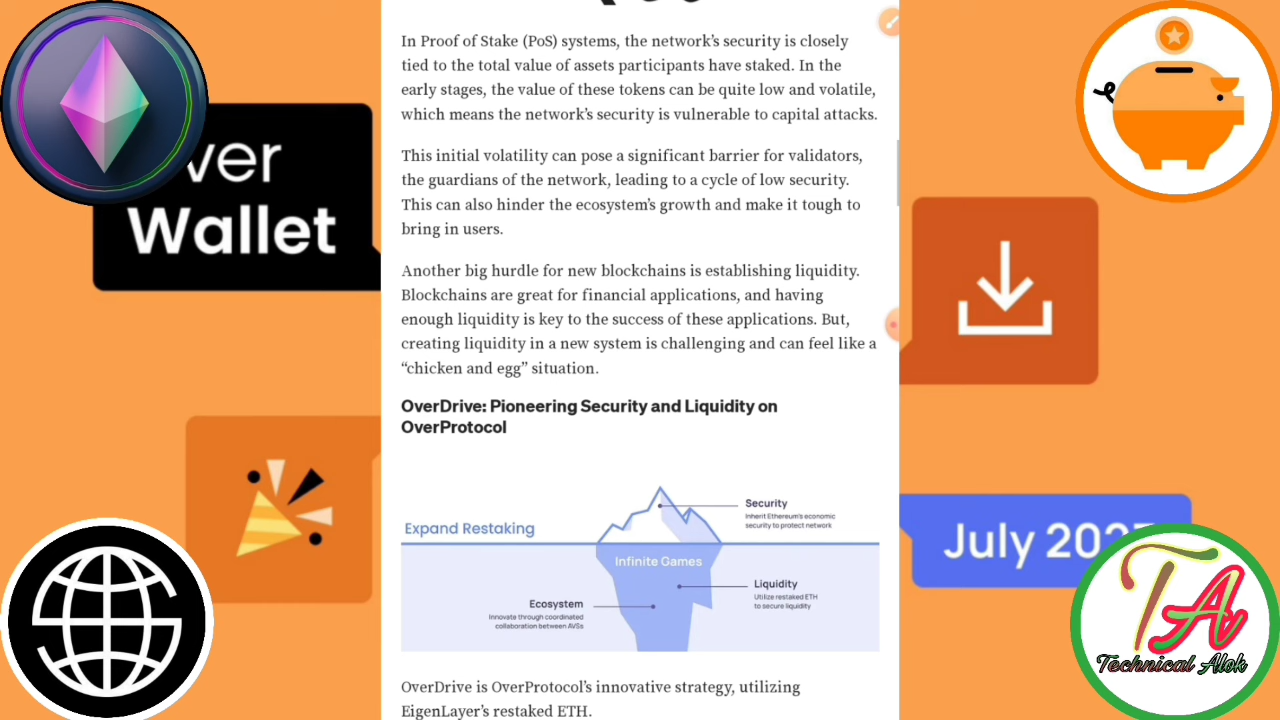 ver
Wallet
In Proof of Stake (PoS) systems, the network’s security is closely
tied to the total value of assets participants have staked. In the
early stages, the value of these tokens can be quite low and volatile,
which means the network’s security is vulnerable to capital attacks.
This initial volatility can pose a significant barrier for validators,
the guardians of the network, leading to a cycle of low security.
This can also hinder the ecosystem’s growth and make it tough to
bring in users.
Another big hurdle for new blockchains is establishing liquidity.
Blockchains are great for financial applications, and having
enough liquidity is key to the success of these applications. But,
creating liquidity in a new system is challenging and can feel like a
“chicken and egg” situation.
OverDrive: Pioneering Security and Liquidity on
OverProtocol
Expand Restaking
Security
Inherit Ethereum's economic
security to protect network
Infinite Games
Liquidity
Utilize restaked ETH
to secure liquidity
Ecosystem
Innovate through coordinated
collaboration between AVSs
OverDrive is OverProtocol’s innovative strategy, utilizing
EigenLayer’s restaked ETH.
July
TA
Technical Alok